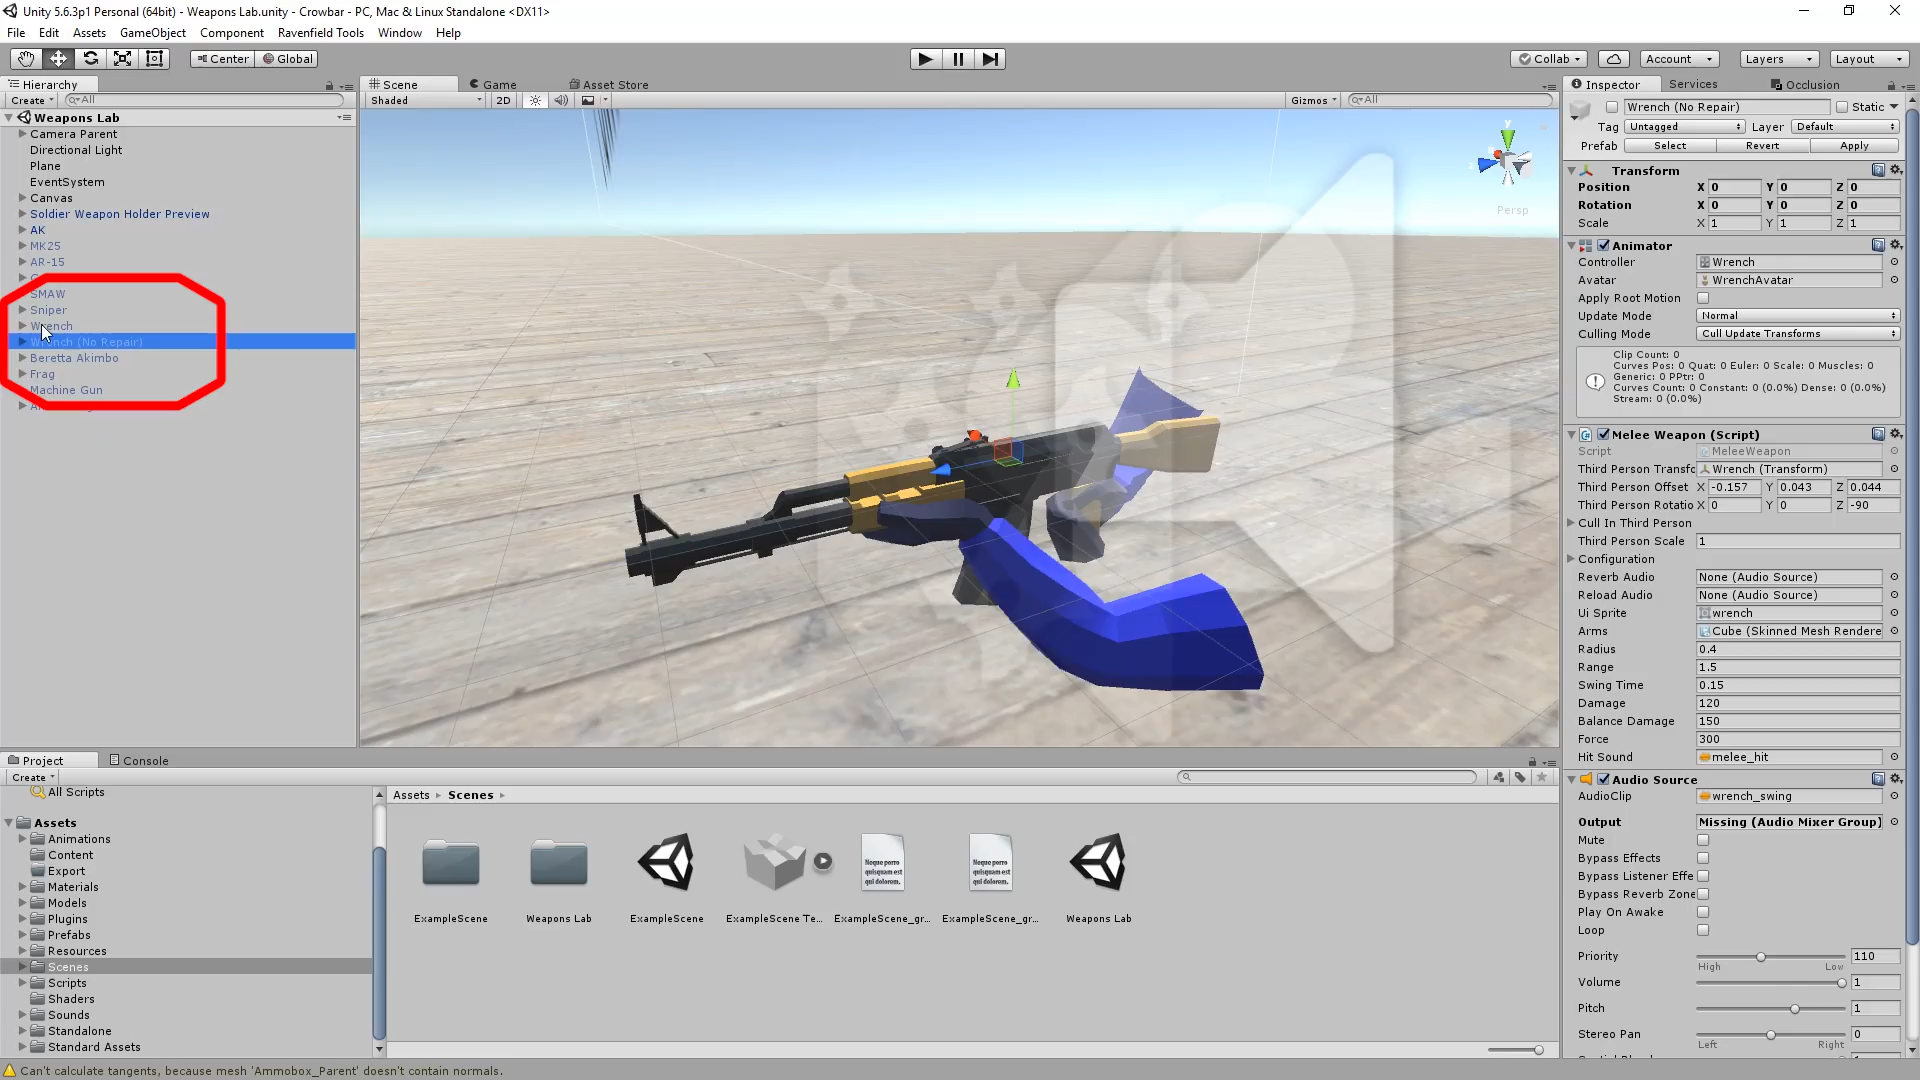 Unity 5.6.3p1 Personal (64bit) - Weapons Lab.unity - Crowbar - PC, Mac & Linux Standalone <DX11>
File Edit Assets GameObject Component Ravenfield Tools Window Help
Center Global Collab Account Layers Layout
Hierarchy
Create All
Weapons Lab
Camera Parent
Directional Light
Plane
EventSystem
Canvas
Soldier Weapon Holder Preview
AK
MK25
AR-15
SMAW
Sniper
Wrench
Wrench (No Repair)
Beretta Akimbo
Frag
Machine Gun
Scene Game Asset Store
Shaded 2D Gizmos All
y
Persp
Inspector Services Occlusion
Wrench (No Repair) Static
Tag Untagged Layer Default
Prefab Select Revert Apply
Transform
Position X 0 Y 0 Z 0
Rotation X 0 Y 0 Z 0
Scale X 1 Y 1 Z 1
Animator
Controller Wrench
Avatar WrenchAvatar
Apply Root Motion
Update Mode Normal
Culling Mode Cull Update Transforms
Clip Count: 0
Curves Pos: 0 Quat: 0 Euler: 0 Scale: 0 Muscles: 0
Generic: 0 PPtr: 0
Curves Count: 0 Constant: 0 (0.0%) Dense: 0 (0.0%)
Stream: 0 (0.0%)
Melee Weapon (Script)
Script MeleeWeapon
Third Person Transfo Wrench (Transform)
Third Person Offset X -0.157 Y 0.043 Z 0.044
Third Person Rotatio X 0 Y 0 Z -90
Cull In Third Person
Third Person Scale 1
Configuration
Reverb Audio None (Audio Source)
Reload Audio None (Audio Source)
Ui Sprite wrench
Arms Cube (Skinned Mesh Rendere
Radius 0.4
Range 1.5
Swing Time 0.15
Damage 120
Balance Damage 150
Force 300
Hit Sound melee_hit
Audio Source
AudioClip wrench_swing
Output Missing (Audio Mixer Group)
Mute
Bypass Effects
Bypass Listener Effe
Bypass Reverb Zone
Play On Awake
Loop
Priority 110
High Low
Volume 1
Pitch 1
Stereo Pan 0
Left Right
Project Console
Create
All Scripts
Assets
Animations
Content
Export
Materials
Models
Plugins
Prefabs
Resources
Scenes
Scripts
Shaders
Sounds
Standalone
Standard Assets
Assets Scenes
Neque porro quisquam est qui dolorem.
Neque porro quisquam est qui dolorem.
ExampleScene Weapons Lab ExampleScene ExampleScene Te... ExampleScene_gr... ExampleScene_gr... Weapons Lab
Can't calculate tangents, because mesh 'Ammobox_Parent' doesn't contain normals.